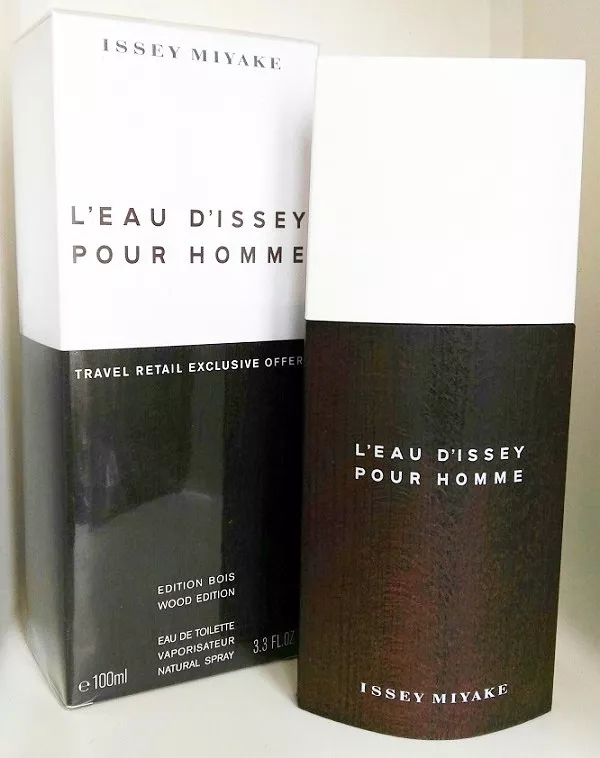 ISSEY MIYAKE
L'EAU D'ISSEY
POUR HOMME
TRAVEL RETAIL EXCLUSIVE OFFER
EDITION BOIS
WOOD EDITION
EAU DE TOILETTE
VAPORISATEUR
NATURAL SPRAY
3.3 FL.OZ
℮100ml
L'EAU D'ISSEY
POUR HOMME
ISSEY MIYAKE